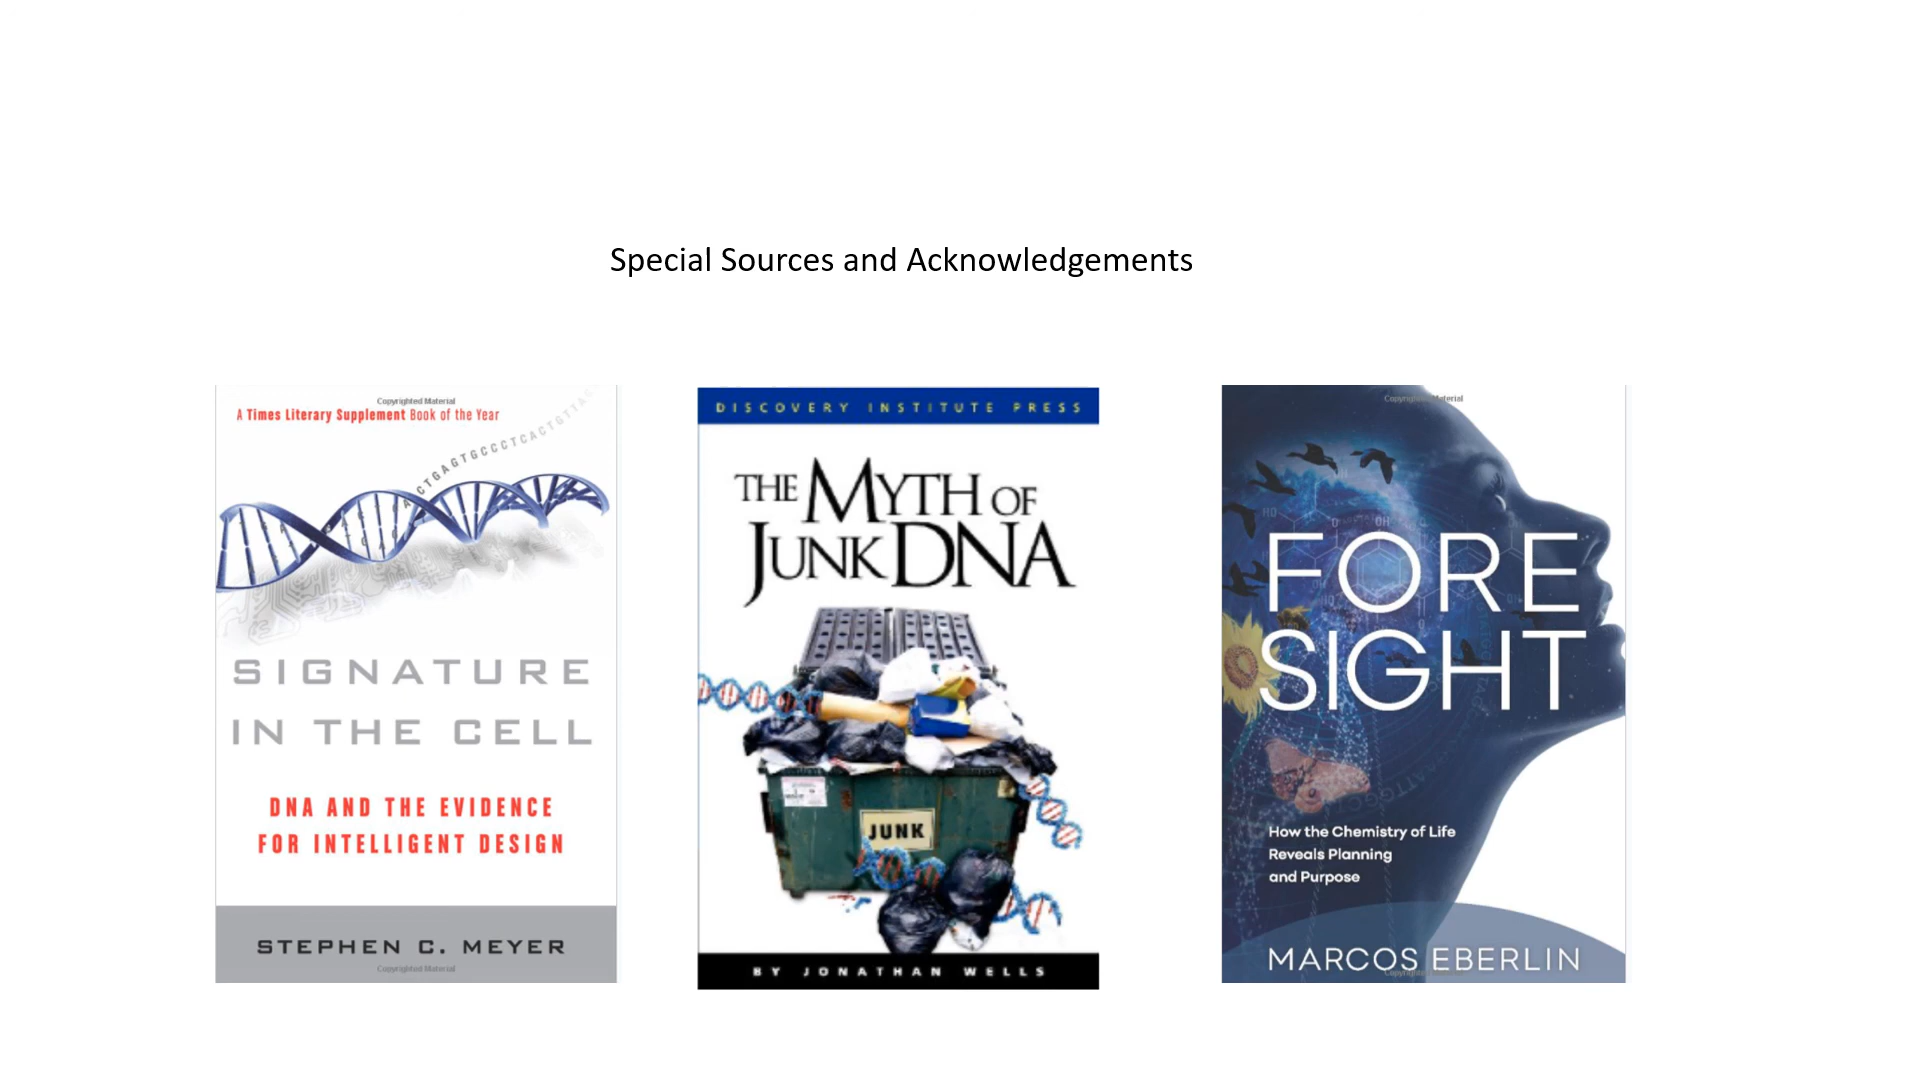 Special Sources and Acknowledgements
Copyrighted Material
A Times Literary Supplement Book of the Year
SIGNATURE
IN THE CELL
DNA AND THE EVIDENCE
FOR INTELLIGENT DESIGN
STEPHEN C. MEYER
Copyrighted Material
DISCOVERY INSTITUTE PRESS
THE MYTH OF
JUNK DNA
JUNK
BY JONATHAN WELLS
FORE
SIGHT
How the Chemistry of Life
Reveals Planning
and Purpose
MARCOS EBERLIN